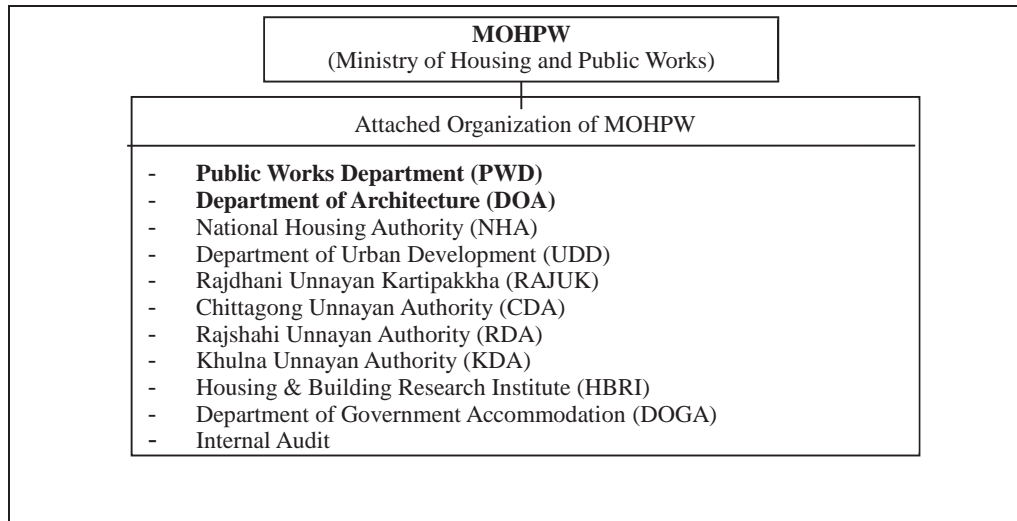 MOHPW
(Ministry of Housing and Public Works)
Attached Organization of MOHPW
- Public Works Department (PWD)
- Department of Architecture (DOA)
- National Housing Authority (NHA)
- Department of Urban Development (UDD)
- Rajdhani Unnayan Kartipakkha (RAJUK)
- Chittagong Unnayan Authority (CDA)
- Rajshahi Unnayan Authority (RDA)
- Khulna Unnayan Authority (KDA)
- Housing & Building Research Institute (HBRI)
- Department of Government Accommodation (DOGA)
- Internal Audit